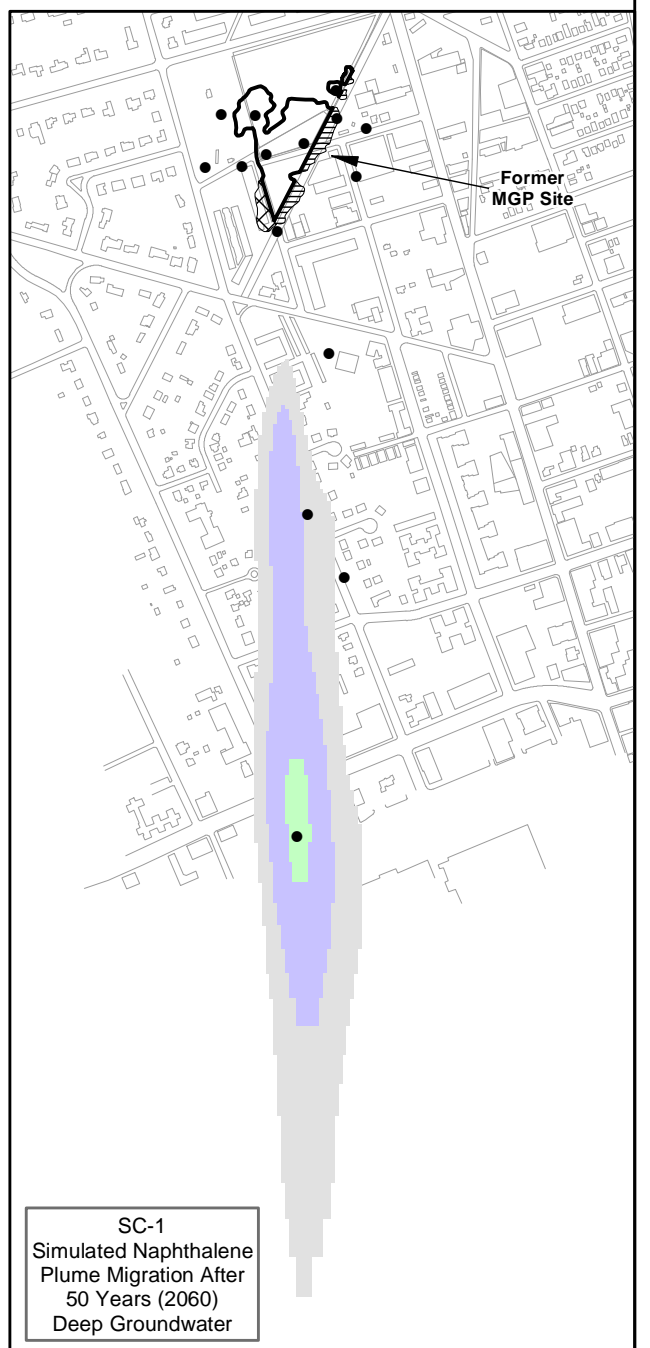 Former
MGP Site
SC-1
Simulated Naphthalene
Plume Migration After
50 Years (2060)
Deep Groundwater